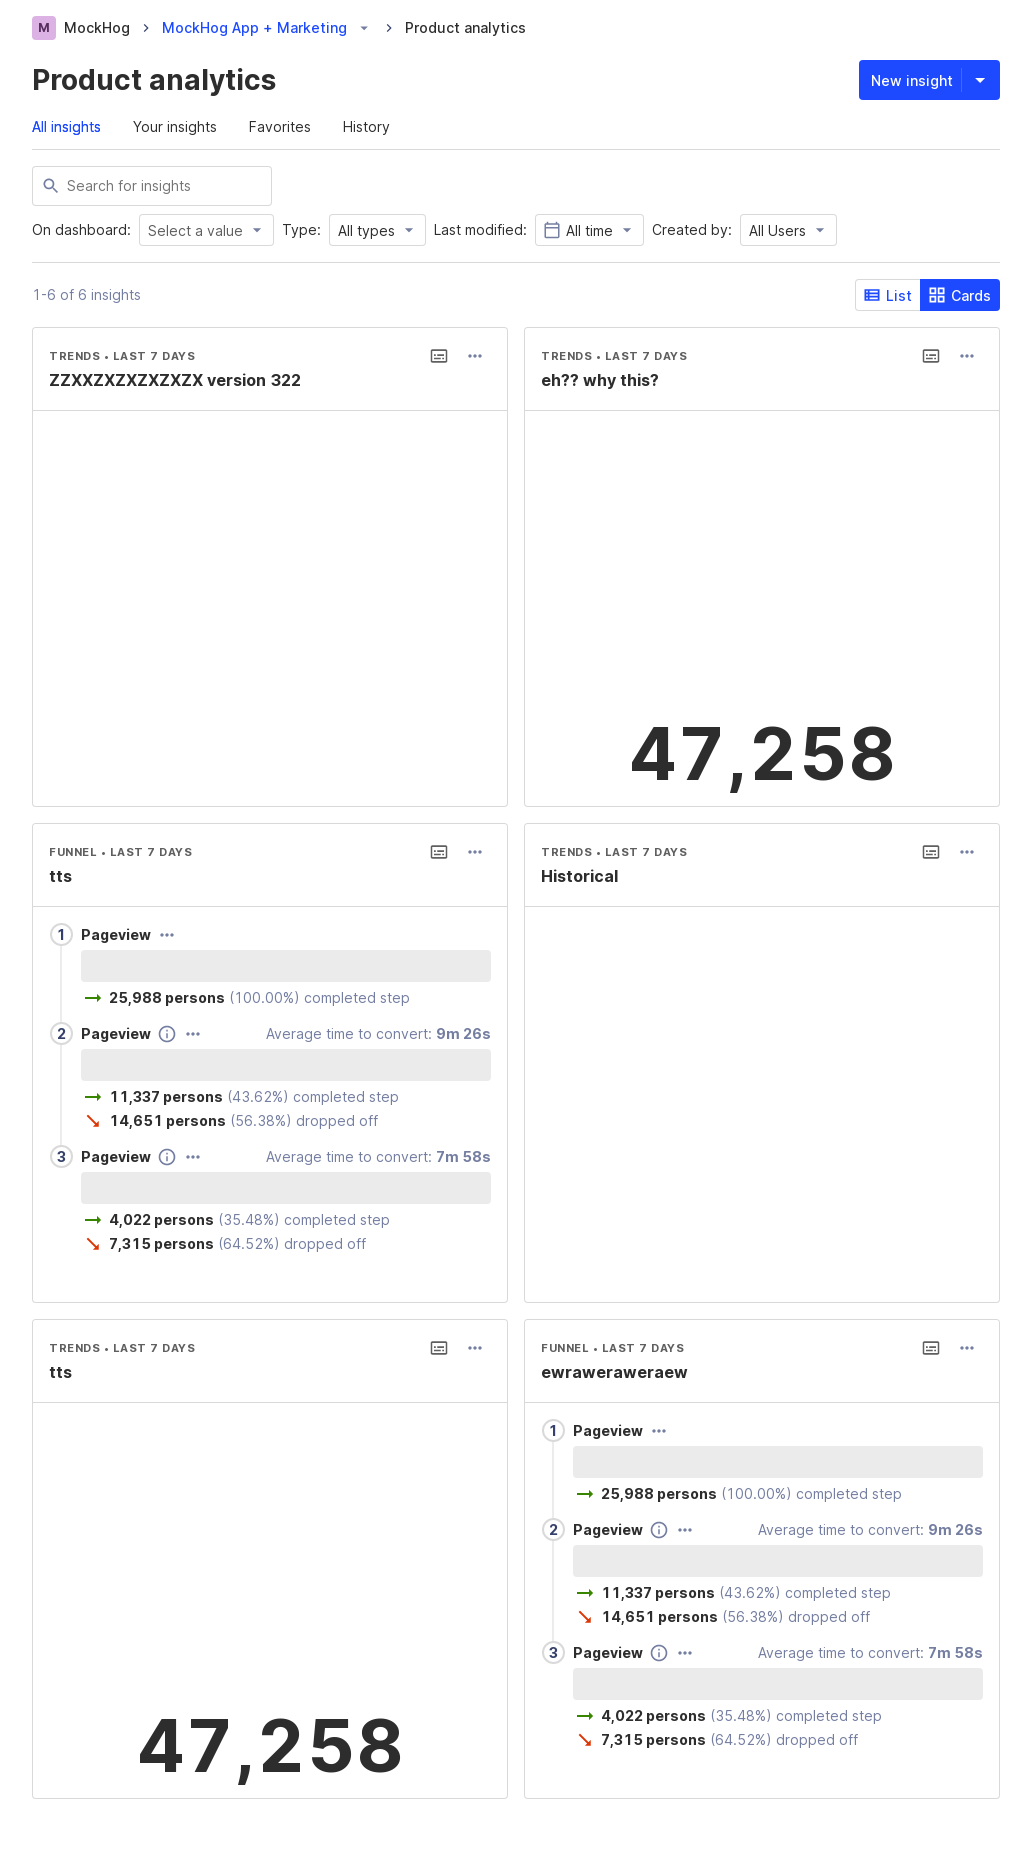 M MockHog > MockHog App + Marketing > Product analytics
Product analytics
New insight
All insights Your insights Favorites History
Search for insights
On dashboard: Select a value Type: All types Last modified: All time Created by: All Users
1-6 of 6 insights
List Cards
TRENDS • LAST 7 DAYS
ZZXXZXZXZXZXZX version 322
TRENDS • LAST 7 DAYS
eh?? why this?
47,258
FUNNEL • LAST 7 DAYS
tts
1 Pageview
25,988 persons (100.00%) completed step
2 Pageview Average time to convert: 9m 26s
11,337 persons (43.62%) completed step
14,651 persons (56.38%) dropped off
3 Pageview Average time to convert: 7m 58s
4,022 persons (35.48%) completed step
7,315 persons (64.52%) dropped off
TRENDS • LAST 7 DAYS
Historical
TRENDS • LAST 7 DAYS
tts
47,258
FUNNEL • LAST 7 DAYS
ewraweraweraew
1 Pageview
25,988 persons (100.00%) completed step
2 Pageview Average time to convert: 9m 26s
11,337 persons (43.62%) completed step
14,651 persons (56.38%) dropped off
3 Pageview Average time to convert: 7m 58s
4,022 persons (35.48%) completed step
7,315 persons (64.52%) dropped off